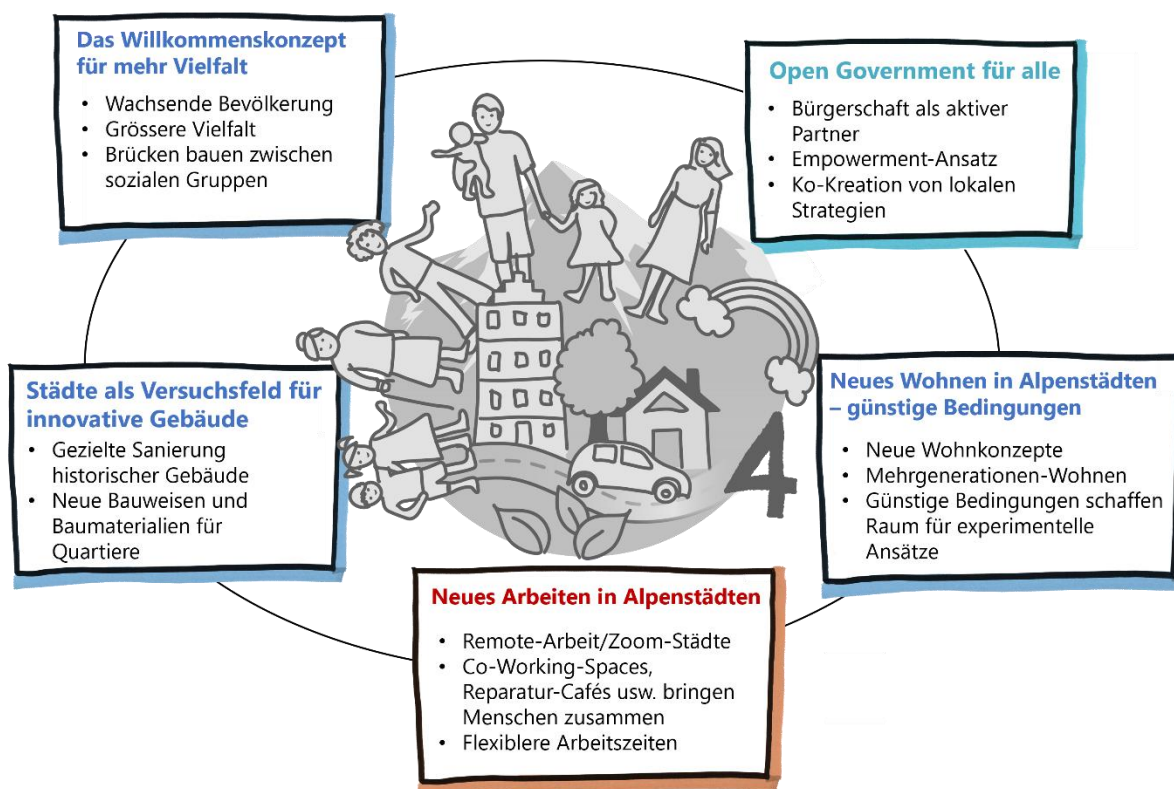 Das Willkommenskonzept
für mehr Vielfalt
• Wachsende Bevölkerung
• Grössere Vielfalt
• Brücken bauen zwischen
sozialen Gruppen
Open Government für alle
• Bürgerschaft als aktiver
Partner
• Empowerment-Ansatz
• Ko-Kreation von lokalen
Strategien
Städte als Versuchsfeld für
innovative Gebäude
• Gezielte Sanierung
historischer Gebäude
• Neue Bauweisen und
Baumaterialien für
Quartiere
Neues Wohnen in Alpenstädten
– günstige Bedingungen
• Neue Wohnkonzepte
• Mehrgenerationen-Wohnen
• Günstige Bedingungen schaffen
Raum für experimentelle
Ansätze
4
Neues Arbeiten in Alpenstädten
• Remote-Arbeit/Zoom-Städte
• Co-Working-Spaces,
Reparatur-Cafés usw. bringen
Menschen zusammen
• Flexiblere Arbeitszeiten